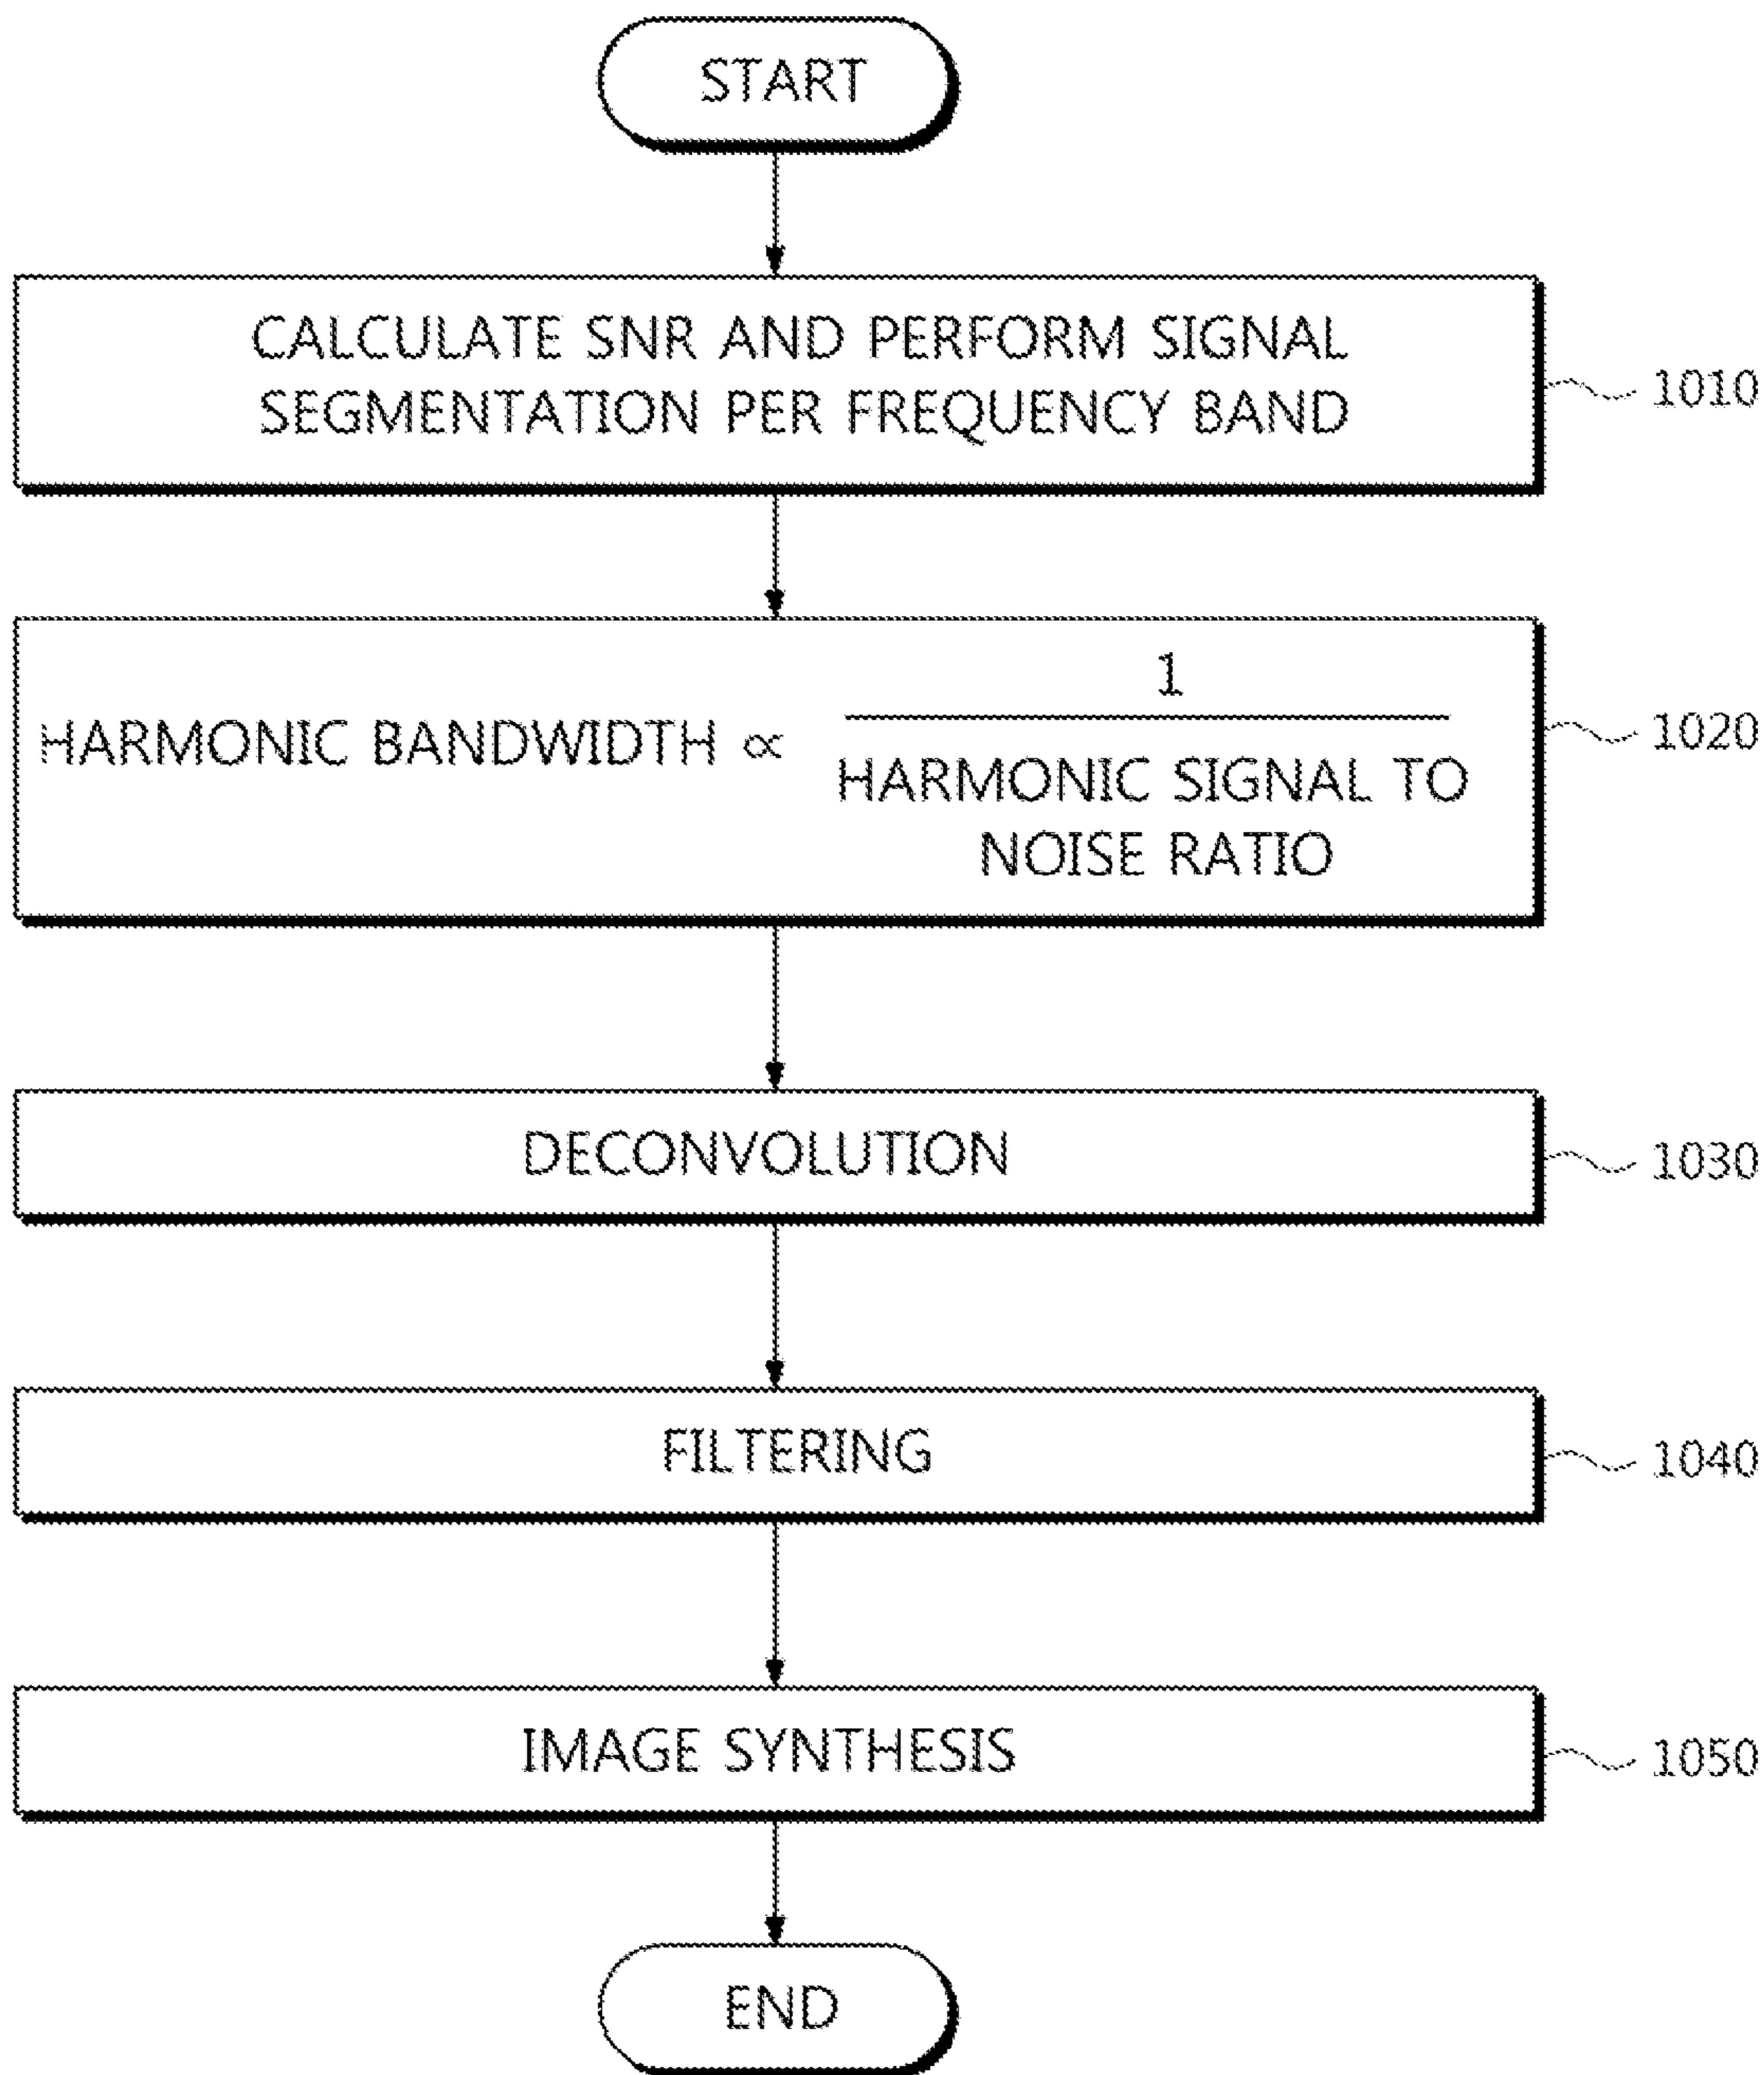 START
CALCULATE SNR AND PERFORM SIGNAL
SEGMENTATION PER FREQUENCY BAND
1010
HARMONIC BANDWIDTH ∝
1
HARMONIC SIGNAL TO
NOISE RATIO
1020
DECONVOLUTION
1030
FILTERING
1040
IMAGE SYNTHESIS
1050
END